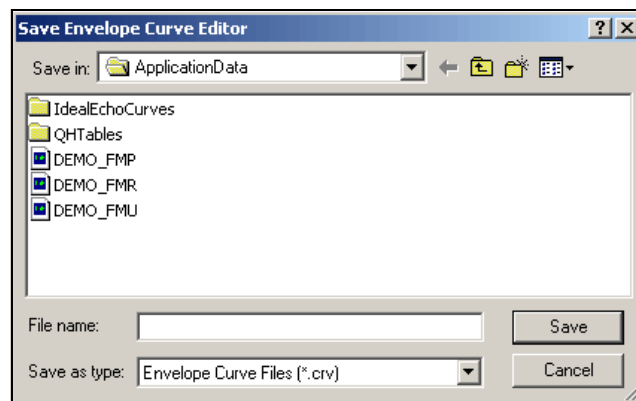 Save Envelope Curve Editor
Save in: ApplicationData
IdealEchoCurves
QHTables
DEMO_FMP
DEMO_FMR
DEMO_FMU
File name: Save
Save as type: Envelope Curve Files (*.crv) Cancel